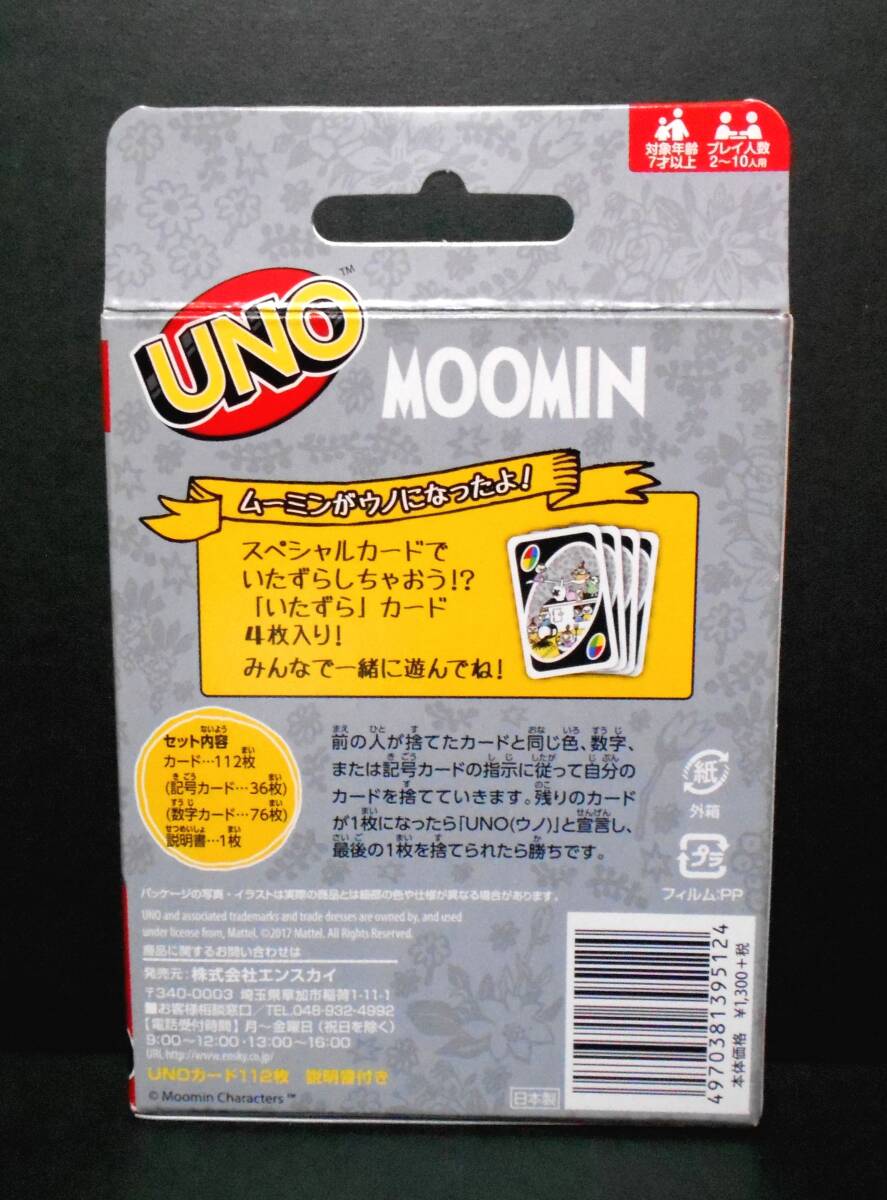 対象年齢
7才以上
プレイ人数
2～10人用
UNO™
MOOMIN
ムーミンがウノになったよ!
スペシャルカードで
いたずらしちゃおう!?
「いたずら」カード
4枚入り!
みんなで一緒に遊んでね!
セット内容
カード…112枚
(記号カード…36枚)
(数字カード…76枚)
説明書…1枚
前の人が捨てたカードと同じ色、数字、
または記号カードの指示に従って自分の
カードを捨てていきます。残りのカード
が1枚になったら「UNO(ウノ)」と宣言し、
最後の1枚を捨てられたら勝ちです。
紙
外箱
プラ
フィルム:PP
パッケージの写真・イラストは実際の商品とは細部の色や仕様が異なる場合があります。
UNO and associated trademarks and trade dresses are owned by, and used
under license from, Mattel. ©2017 Mattel. All Rights Reserved.
商品に関するお問い合わせは
発売元:株式会社エンスカイ
〒340-0003 埼玉県草加市稲荷1-11-1
■お客様相談窓口/TEL.048-932-4992
【電話受付時間】月～金曜日(祝日を除く)
9:00～12:00・13:00～16:00
URL http://www.ensky.co.jp/
UNOカード112枚 説明書付き
© Moomin Characters™
日本製
4970381395124
本体価格 ¥1,300+税